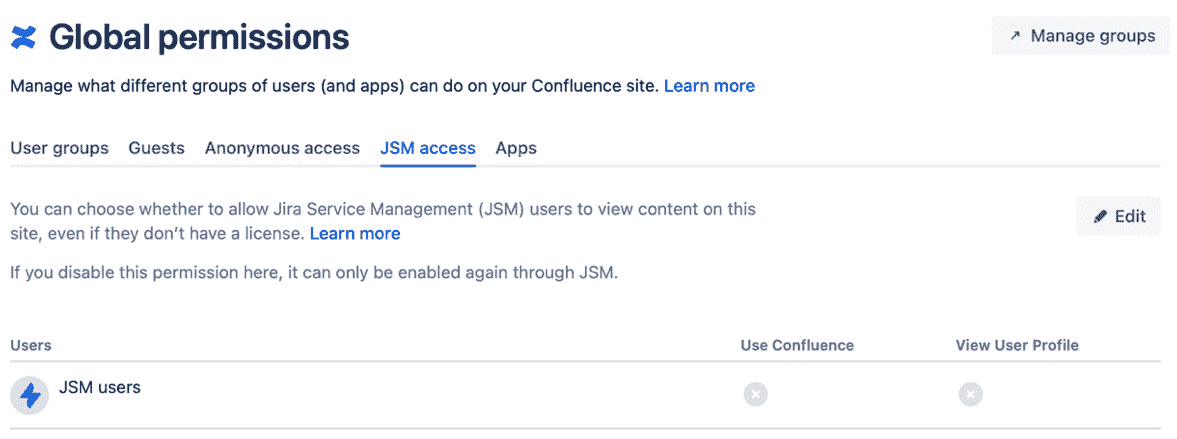 Global permissions
Manage groups
Manage what different groups of users (and apps) can do on your Confluence site. Learn more
User groups Guests Anonymous access JSM access Apps
You can choose whether to allow Jira Service Management (JSM) users to view content on this
site, even if they don’t have a license. Learn more
Edit
If you disable this permission here, it can only be enabled again through JSM.
Users Use Confluence View User Profile
JSM users